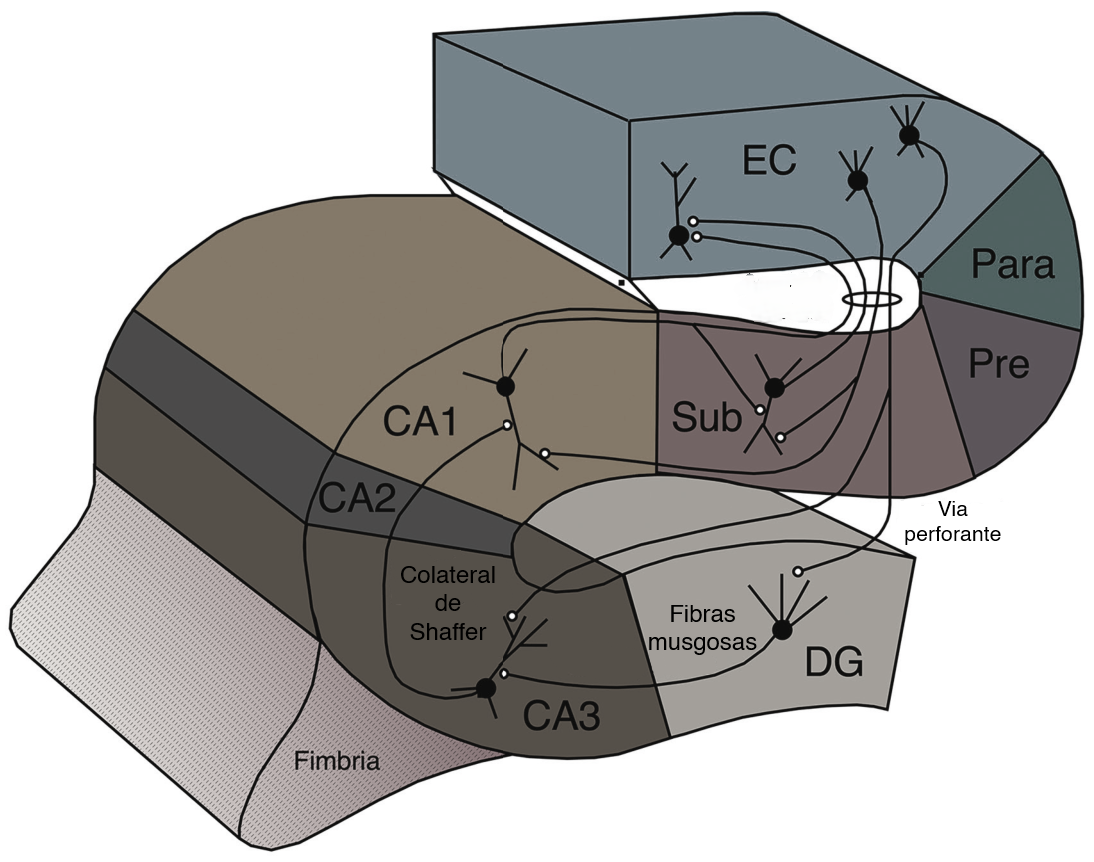 EC
Para
Pre
CA1
Sub
CA2
Via
perforante
Colateral
de
Shaffer
Fibras
musgosas
DG
CA3
Fimbria